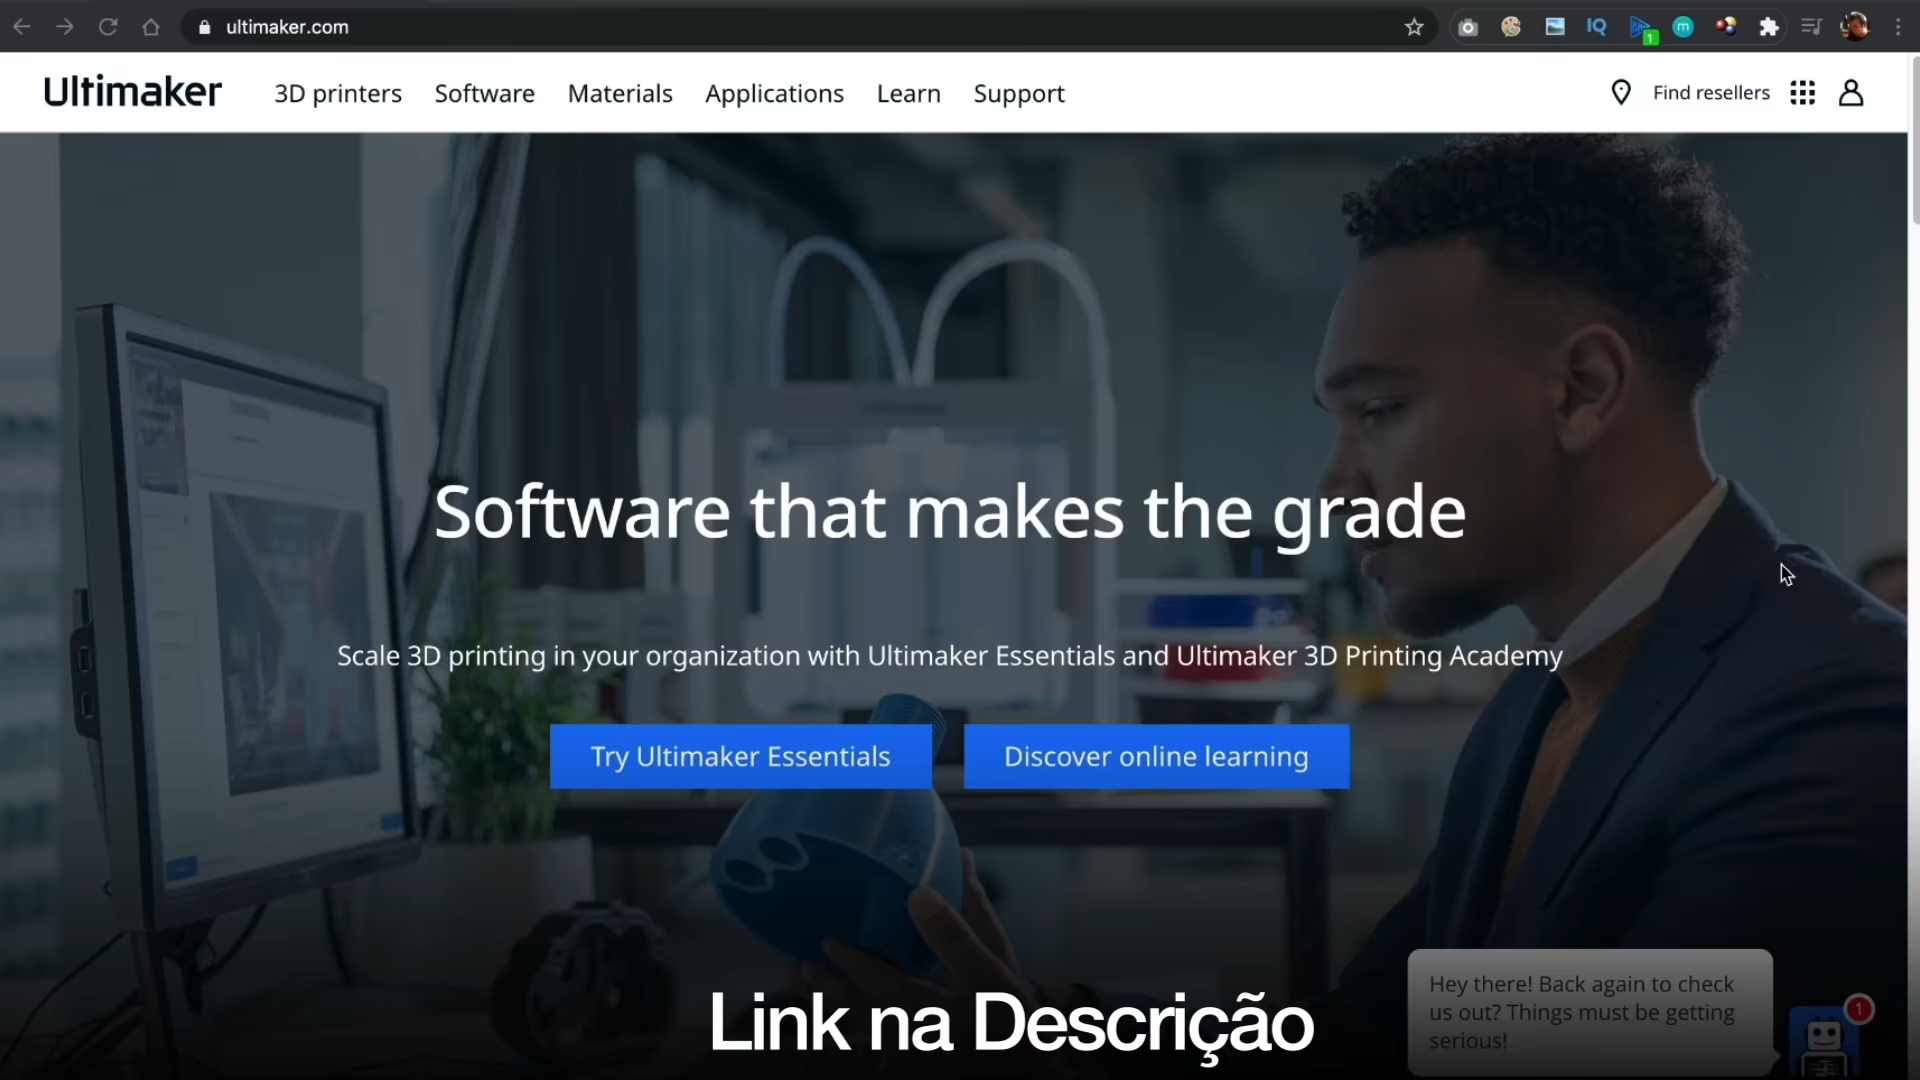 ultimaker.com
IQ
1
m
Ultimaker
3D printers
Software
Materials
Applications
Learn
Support
Find resellers
Software that makes the grade
Scale 3D printing in your organization with Ultimaker Essentials and Ultimaker 3D Printing Academy
Try Ultimaker Essentials
Discover online learning
Link na Descrição
Hey there! Back again to check
us out? Things must be getting
serious!
1